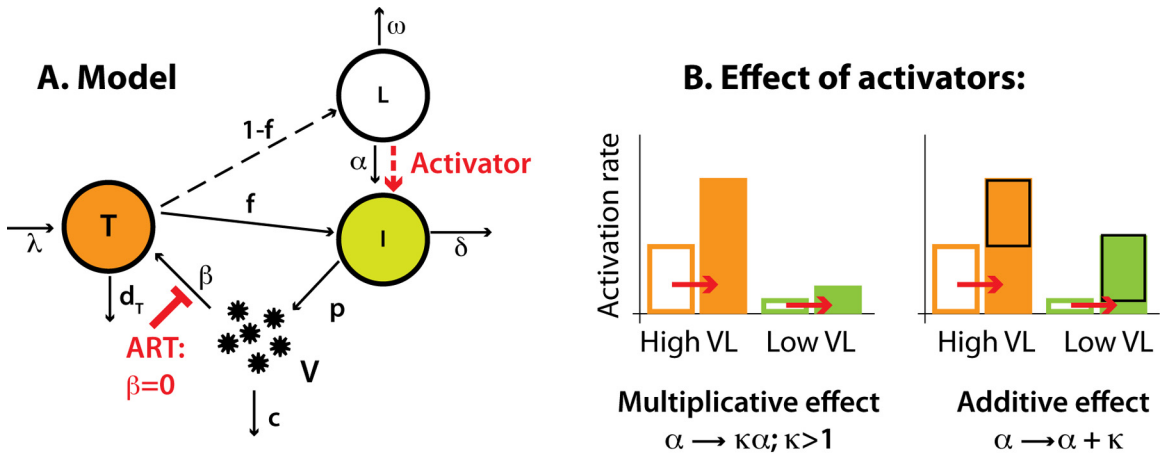 A. Model
ω
L
1-f
α
Activator
T
f
I
λ
δ
β
d_T
p
ART:
β=0
V
c
B. Effect of activators:
Activation rate
High VL
Low VL
High VL
Low VL
Multiplicative effect
α → κα; κ>1
Additive effect
α → α + κ